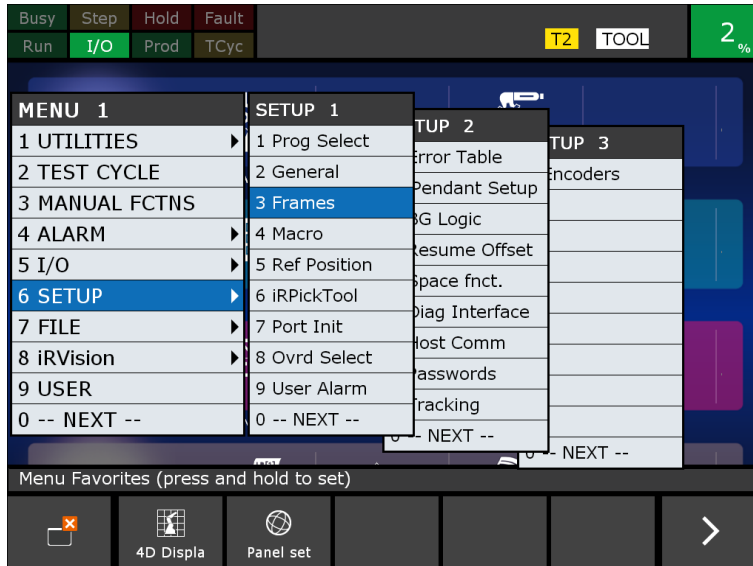 Busy Step Hold Fault
Run I/O Prod TCyc
T2 TOOL
2%
MENU 1
1 UTILITIES
2 TEST CYCLE
3 MANUAL FCTNS
4 ALARM
5 I/O
6 SETUP
7 FILE
8 iRVision
9 USER
0 -- NEXT --
SETUP 1
1 Prog Select
2 General
3 Frames
4 Macro
5 Ref Position
6 iRPickTool
7 Port Init
8 Ovrd Select
9 User Alarm
0 -- NEXT --
TUP 2
Error Table
Pendant Setup
BG Logic
Resume Offset
Space fnct.
Diag Interface
Host Comm
Passwords
Tracking
0 -- NEXT --
TUP 3
Encoders
0 -- NEXT --
Menu Favorites (press and hold to set)
4D Displa
Panel set